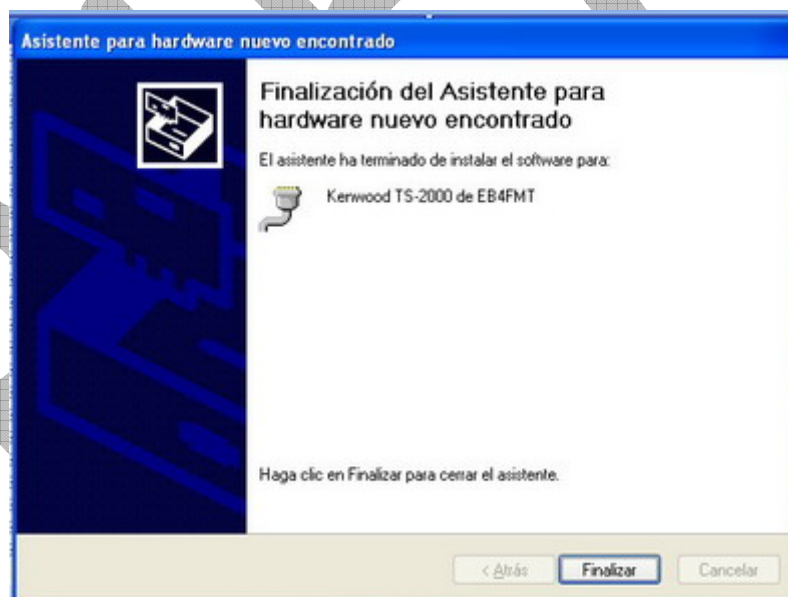 Asistente para hardware nuevo encontrado
Finalización del Asistente para
hardware nuevo encontrado
El asistente ha terminado de instalar el software para:
Kenwood TS-2000 de EB4FMT
Haga clic en Finalizar para cerrar el asistente.
< Atrás
Finalizar
Cancelar